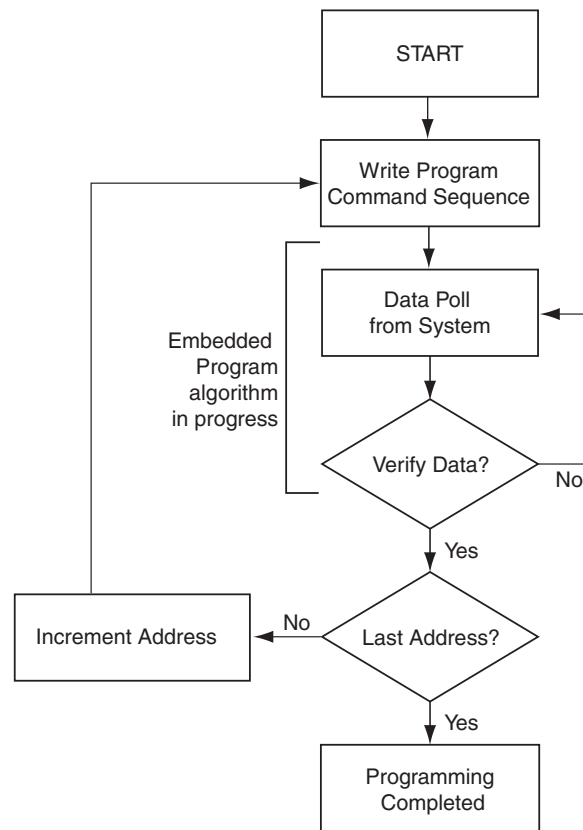 START
Write Program
Command Sequence
Data Poll
from System
Embedded
Program
algorithm
in progress
Verify Data?
No
Yes
Last Address?
No
Increment Address
Yes
Programming
Completed